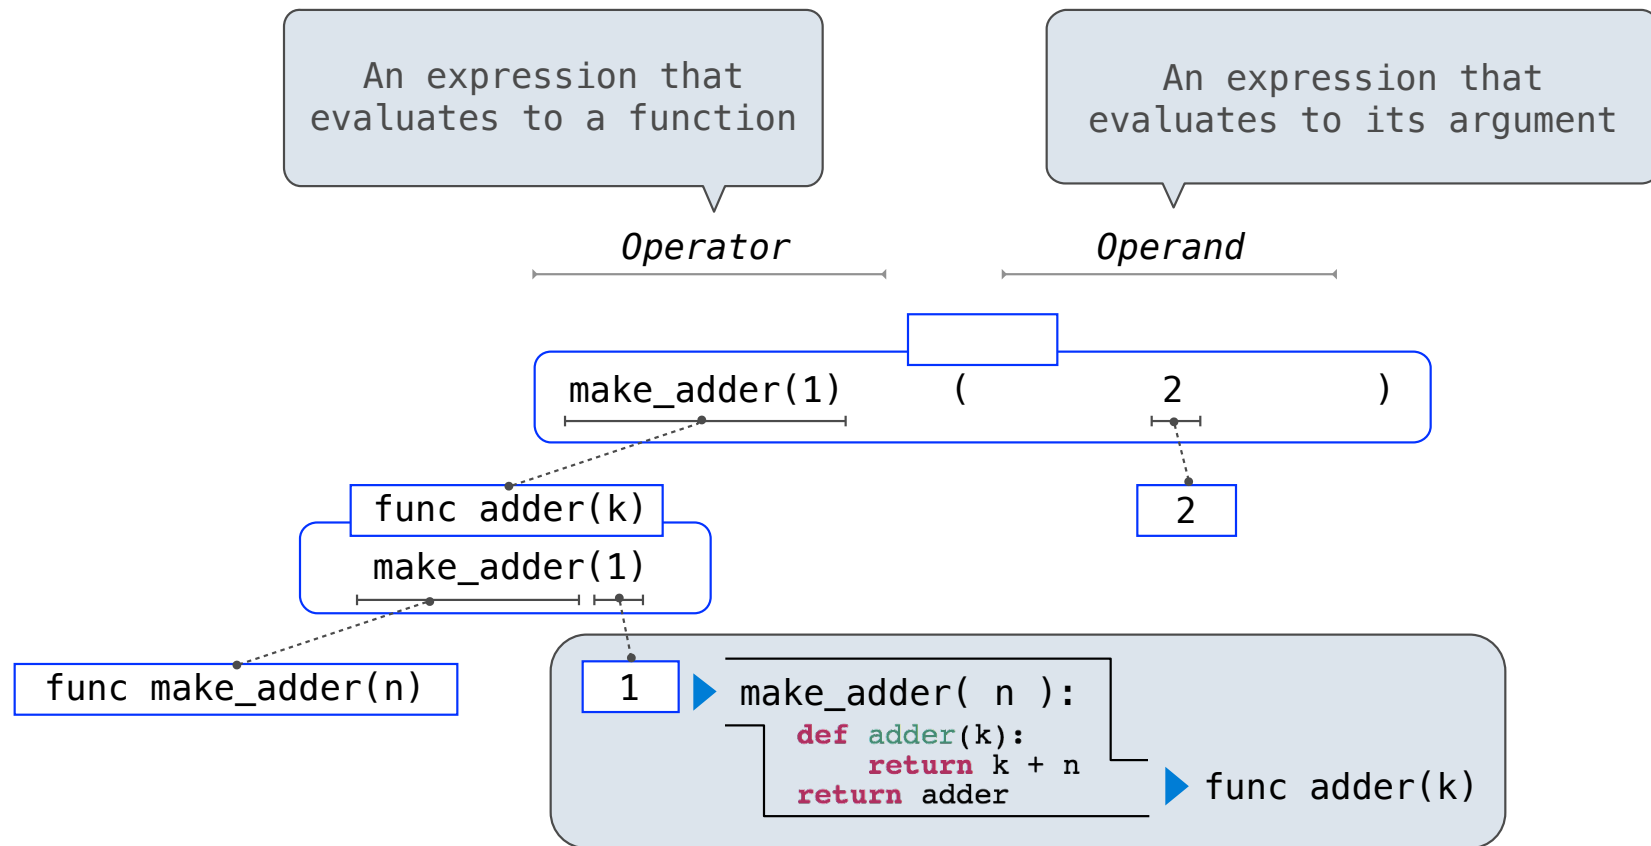 An expression that
evaluates to a function
An expression that
evaluates to its argument
Operator
Operand
make_adder(1) ( 2 )
func adder(k)
2
make_adder(1)
func make_adder(n)
1
make_adder( n ):
def adder(k):
return k + n
return adder
func adder(k)